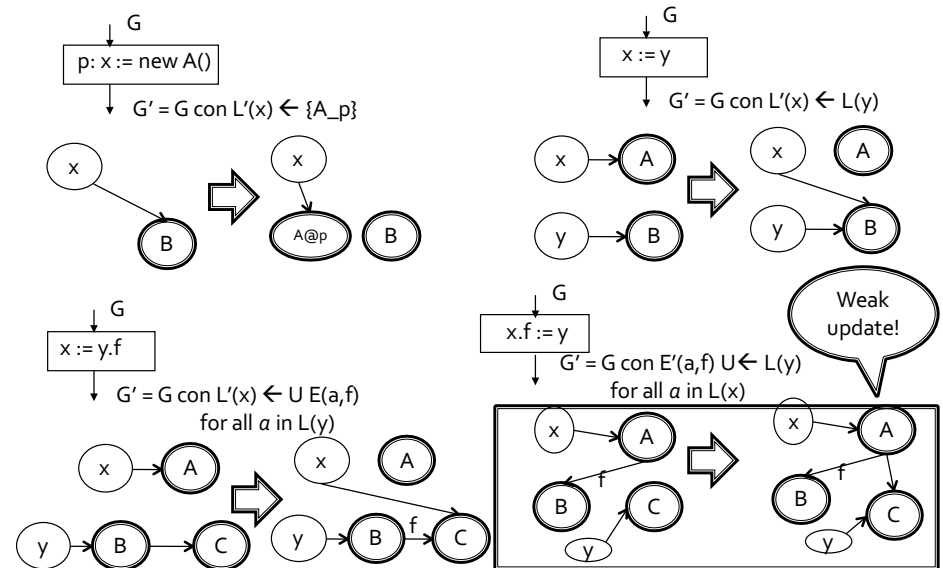 G
p: x := new A()
G' = G con L'(x) ← {A_p}
x
x
B
A@p
B
G
x := y
G' = G con L'(x) ← L(y)
x
A
x
A
y
B
y
B
Weak
update!
G
x := y.f
G' = G con L'(x) ← U E(a,f)
for all a in L(y)
x
A
x
A
y
B
C
y
B
f
C
G
x.f := y
G' = G con E'(a,f) U← L(y)
for all a in L(x)
x
A
f
B
C
y
x
A
f
B
C
y